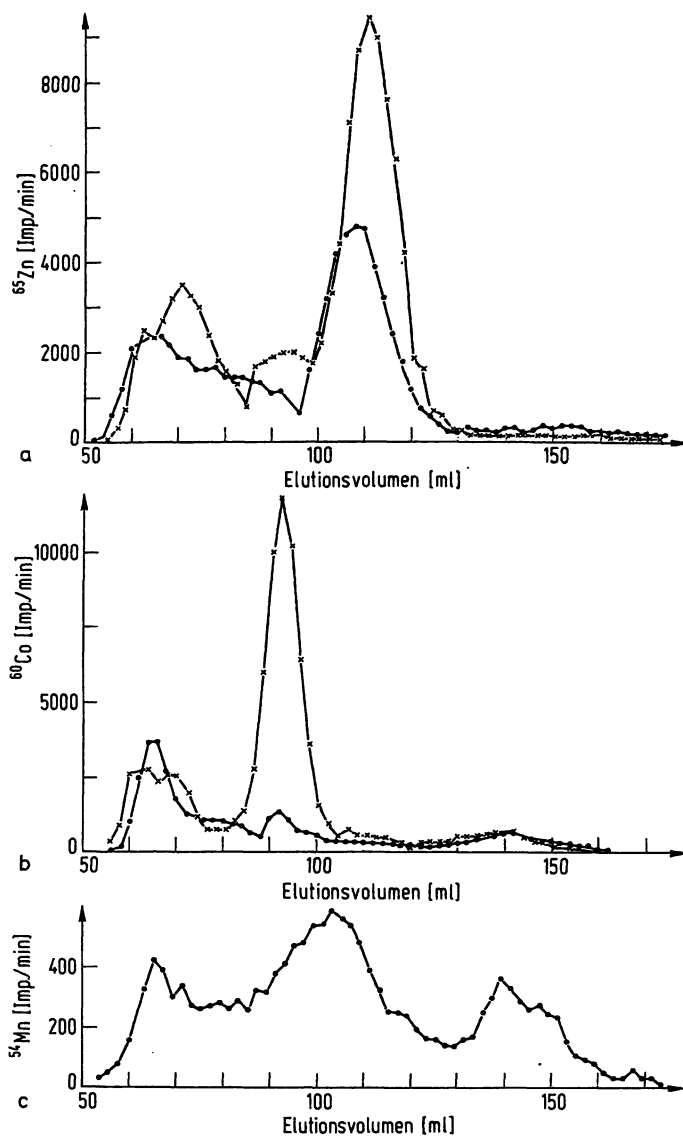 8000
6000
4000
2000
0
⁶⁵Zn [Imp/min]
50
100
150
a
Elutionsvolumen [ml]
10000
5000
0
⁶⁰Co [Imp/min]
50
100
150
b
Elutionsvolumen [ml]
400
200
0
⁵⁴Mn [Imp/min]
50
100
150
c
Elutionsvolumen [ml]